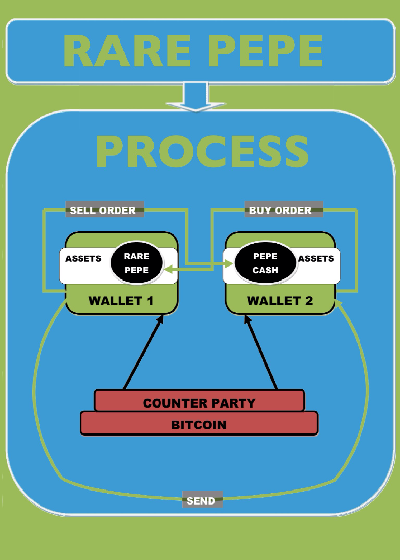 RARE PEPE
PROCESS
SELL ORDER
BUY ORDER
ASSETS
RARE
PEPE
WALLET 1
PEPE
CASH
ASSETS
WALLET 2
COUNTER PARTY
BITCOIN
SEND